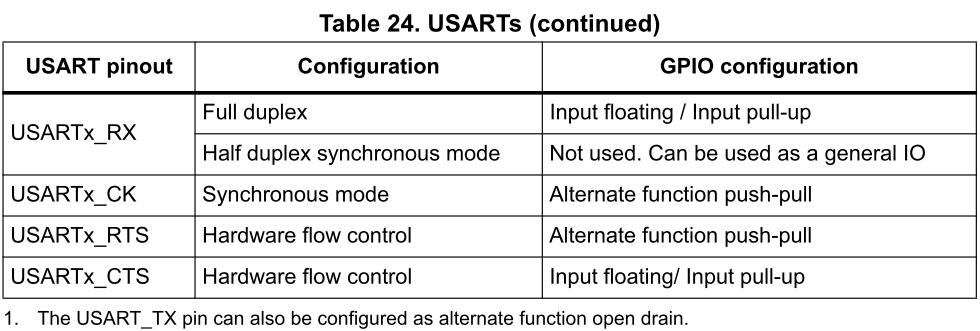 Table 24. USARTs (continued)
USART pinout Configuration GPIO configuration
USARTx_RX Full duplex Input floating / Input pull-up
Half duplex synchronous mode Not used. Can be used as a general IO
USARTx_CK Synchronous mode Alternate function push-pull
USARTx_RTS Hardware flow control Alternate function push-pull
USARTx_CTS Hardware flow control Input floating/ Input pull-up
1. The USART_TX pin can also be configured as alternate function open drain.